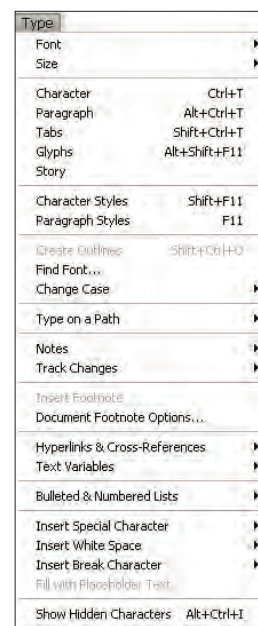 Type
Font
Size
Character Ctrl+T
Paragraph Alt+Ctrl+T
Tabs Shift+Ctrl+T
Glyphs Alt+Shift+F11
Story
Character Styles Shift+F11
Paragraph Styles F11
Create Outlines Shift+Ctrl+O
Find Font...
Change Case
Type on a Path
Notes
Track Changes
Insert Footnote
Document Footnote Options...
Hyperlinks & Cross-References
Text Variables
Bulleted & Numbered Lists
Insert Special Character
Insert White Space
Insert Break Character
Fill with Placeholder Text
Show Hidden Characters Alt+Ctrl+I